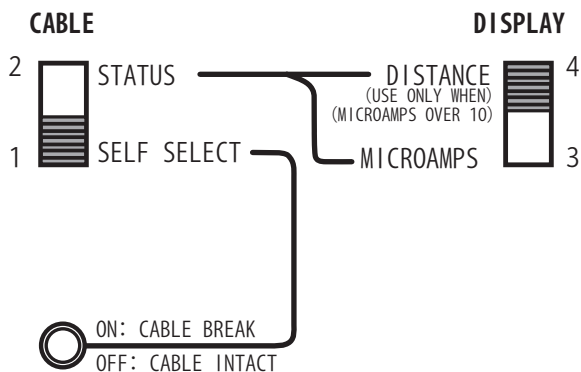 CABLE
DISPLAY
2
STATUS
DISTANCE
4
(USE ONLY WHEN)
(MICROAMPS OVER 10)
1
SELF SELECT
MICROAMPS
3
ON: CABLE BREAK
OFF: CABLE INTACT